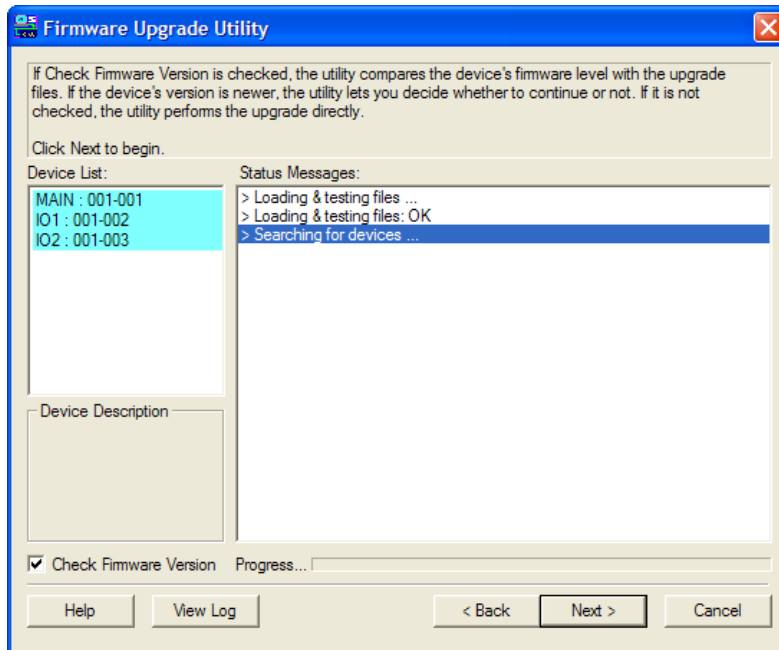 Firmware Upgrade Utility
If Check Firmware Version is checked, the utility compares the device's firmware level with the upgrade
files. If the device's version is newer, the utility lets you decide whether to continue or not. If it is not
checked, the utility performs the upgrade directly.
Click Next to begin.
Device List:
MAIN : 001-001
IO1 : 001-002
IO2 : 001-003
Status Messages:
> Loading & testing files ...
> Loading & testing files: OK
> Searching for devices ...
Device Description
Check Firmware Version
Progress...
Help
View Log
< Back
Next >
Cancel